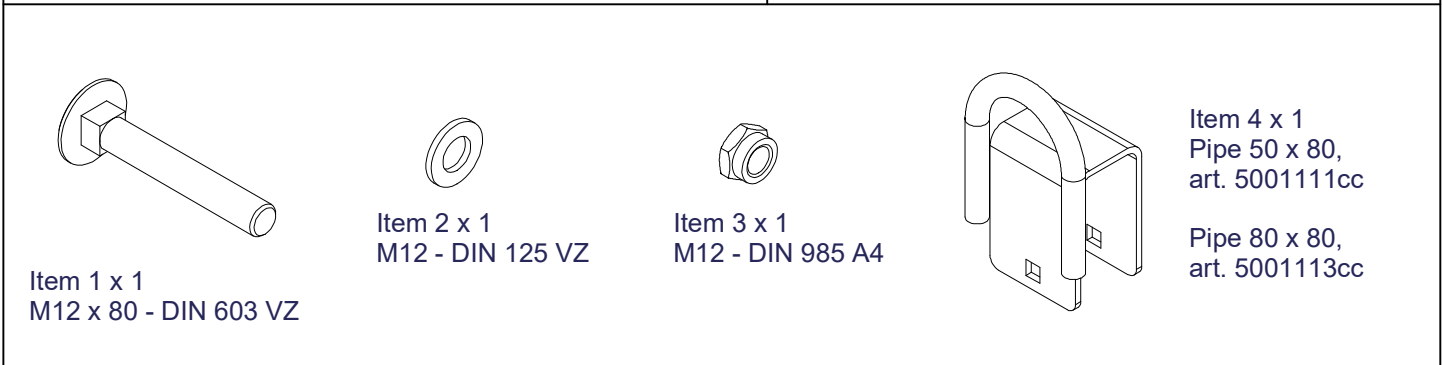 Item 1 x 1
M12 x 80 - DIN 603 VZ
Item 2 x 1
M12 - DIN 125 VZ
Item 3 x 1
M12 - DIN 985 A4
Item 4 x 1
Pipe 50 x 80,
art. 5001111cc
Pipe 80 x 80,
art. 5001113cc